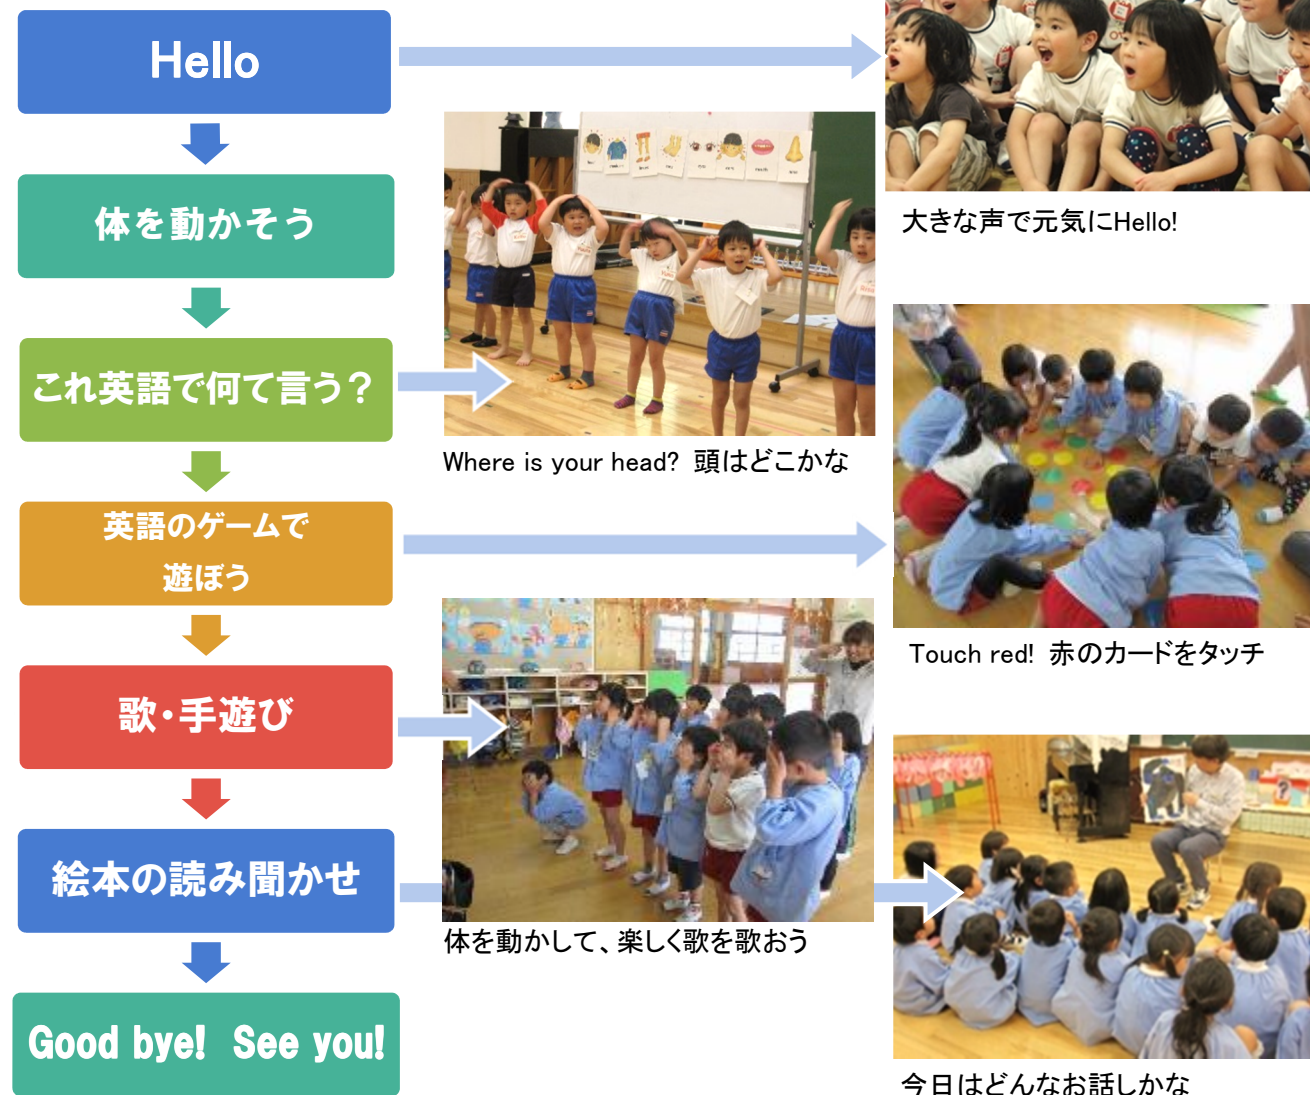 Hello
大きな声で元気にHello!
体を動かそう
これ英語で何て言う？
Where is your head? 頭はどこかな
英語のゲームで
遊ぼう
Touch red! 赤のカードをタッチ
歌・手遊び
体を動かして、楽しく歌を歌おう
絵本の読み聞かせ
今日はどんなお話しかな
Good bye! See you!